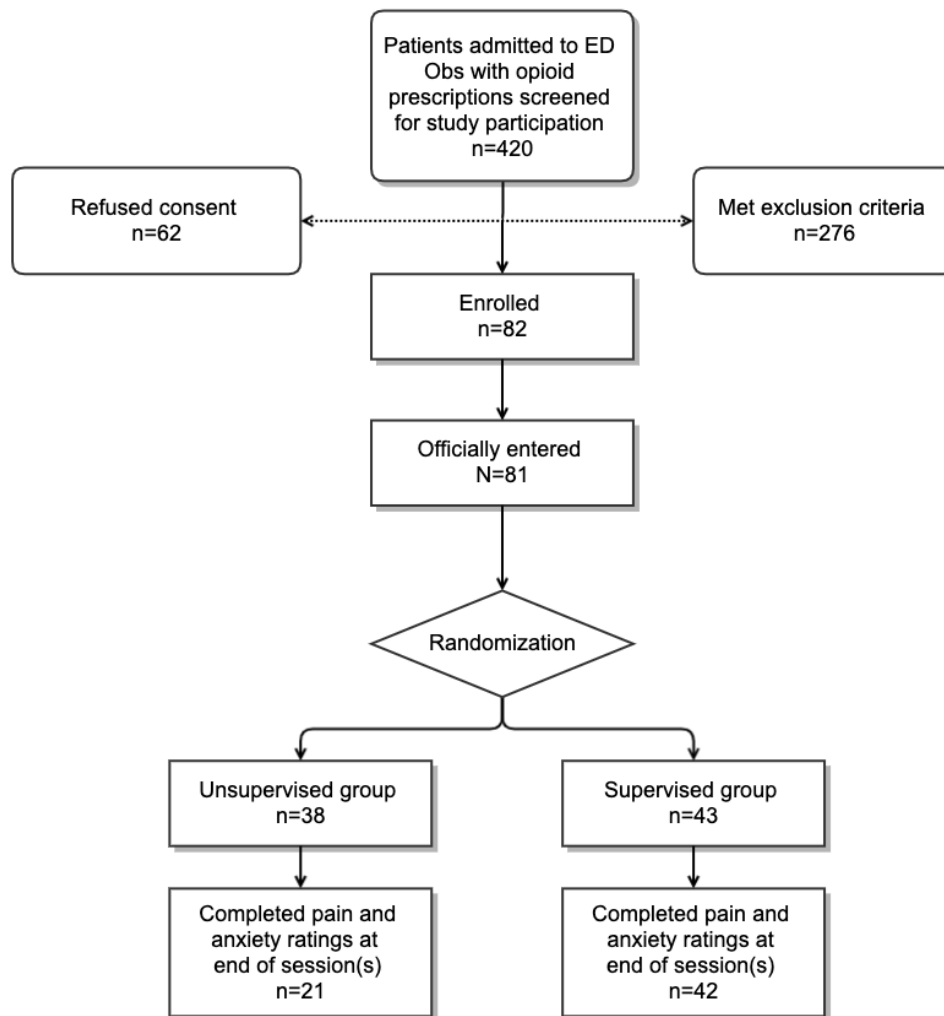 Patients admitted to ED
Obs with opioid
prescriptions screened
for study participation
n=420
Refused consent
n=62
Met exclusion criteria
n=276
Enrolled
n=82
Officially entered
N=81
Randomization
Unsupervised group
n=38
Supervised group
n=43
Completed pain and
anxiety ratings at
end of session(s)
n=21
Completed pain and
anxiety ratings at
end of session(s)
n=42